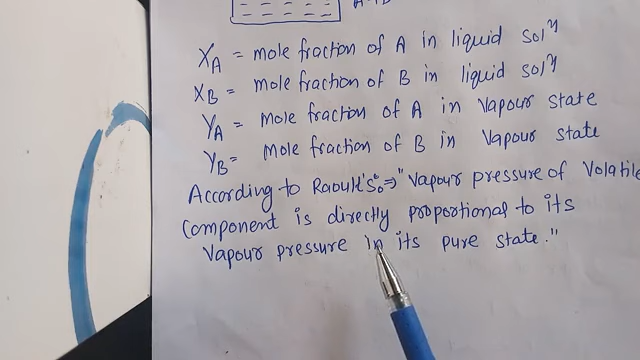 X_A = mole fraction of A in liquid solⁿ
X_B = mole fraction of B in liquid solⁿ
Y_A = mole fraction of A in Vapour state
Y_B = mole fraction of B in Vapour state
According to Raoult's⇒ "Vapour pressure of Volatile
Component is directly proportional to its
Vapour pressure in its pure state."